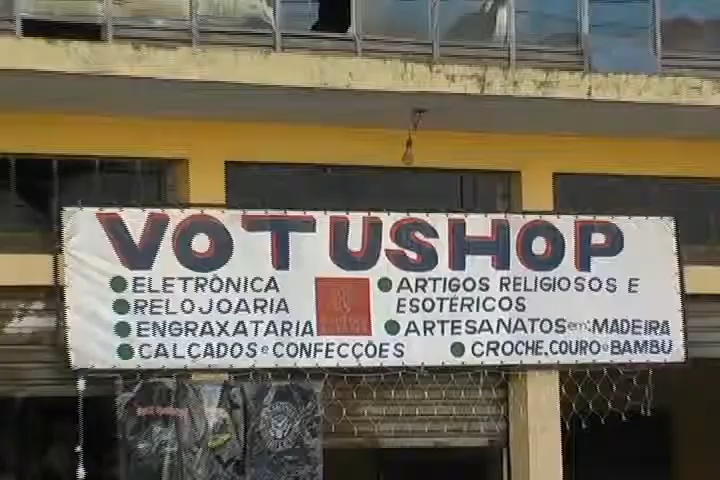 VOTUSHOP
ELETRÔNICA
RELOJOARIA
ENGRAXATARIA
CALÇADOS e CONFECÇÕES
ARTIGOS RELIGIOSOS E
ESOTÉRICOS
ARTESANATOS em: MADEIRA
CROCHE, COURO e BAMBU